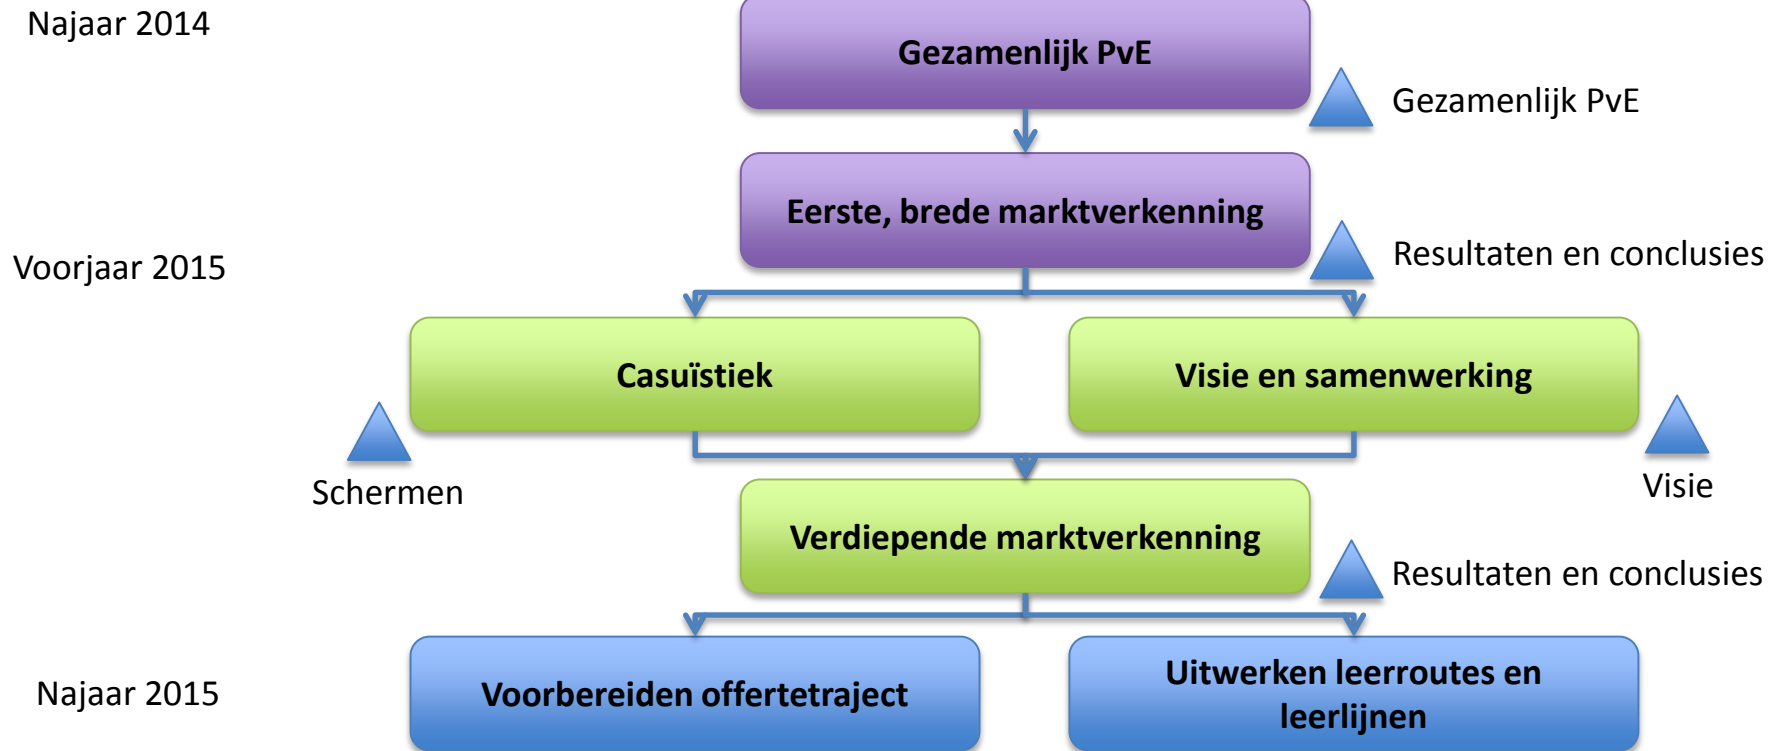 Najaar 2014
Gezamenlijk PvE
Gezamenlijk PvE
Eerste, brede marktverkenning
Resultaten en conclusies
Voorjaar 2015
Casuïstiek
Visie en samenwerking
Schermen
Visie
Verdiepende marktverkenning
Resultaten en conclusies
Najaar 2015
Voorbereiden offertetraject
Uitwerken leerroutes en
leerlijnen